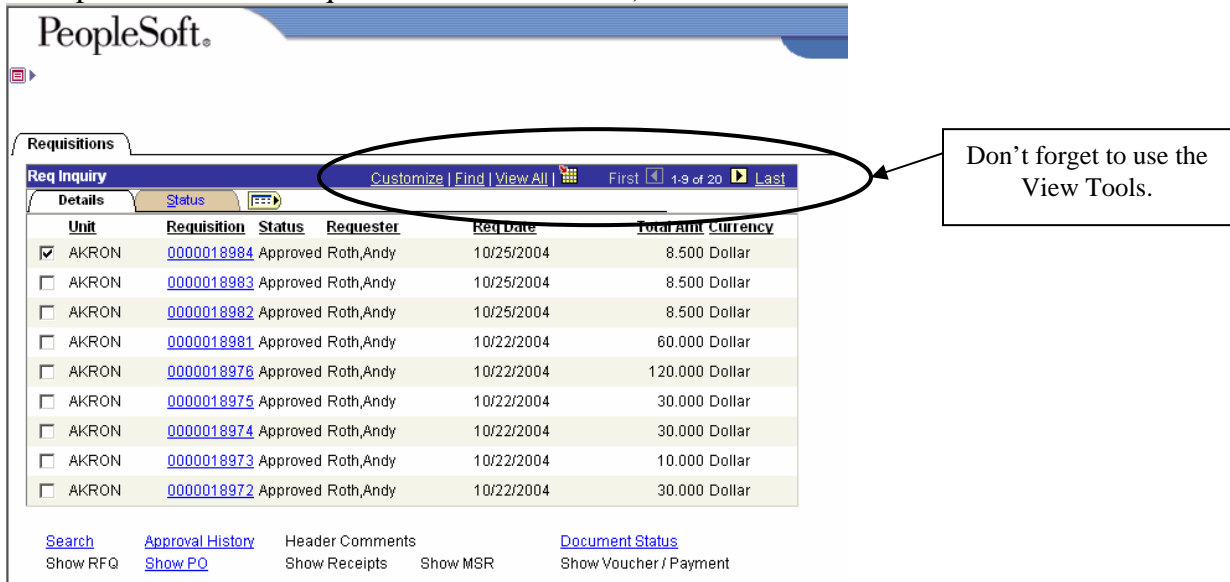 PeopleSoft®
Requisitions
Req Inquiry Customize | Find | View All | First 1-9 of 20 Last
Details Status
Unit Requisition Status Requester Req Date Total Amt Currency
AKRON 0000018984 Approved Roth,Andy 10/25/2004 8.500 Dollar
AKRON 0000018983 Approved Roth,Andy 10/25/2004 8.500 Dollar
AKRON 0000018982 Approved Roth,Andy 10/25/2004 8.500 Dollar
AKRON 0000018981 Approved Roth,Andy 10/22/2004 60.000 Dollar
AKRON 0000018976 Approved Roth,Andy 10/22/2004 120.000 Dollar
AKRON 0000018975 Approved Roth,Andy 10/22/2004 30.000 Dollar
AKRON 0000018974 Approved Roth,Andy 10/22/2004 30.000 Dollar
AKRON 0000018973 Approved Roth,Andy 10/22/2004 10.000 Dollar
AKRON 0000018972 Approved Roth,Andy 10/22/2004 30.000 Dollar
Search Approval History Header Comments Document Status
Show RFQ Show PO Show Receipts Show MSR Show Voucher / Payment
Don't forget to use the
View Tools.